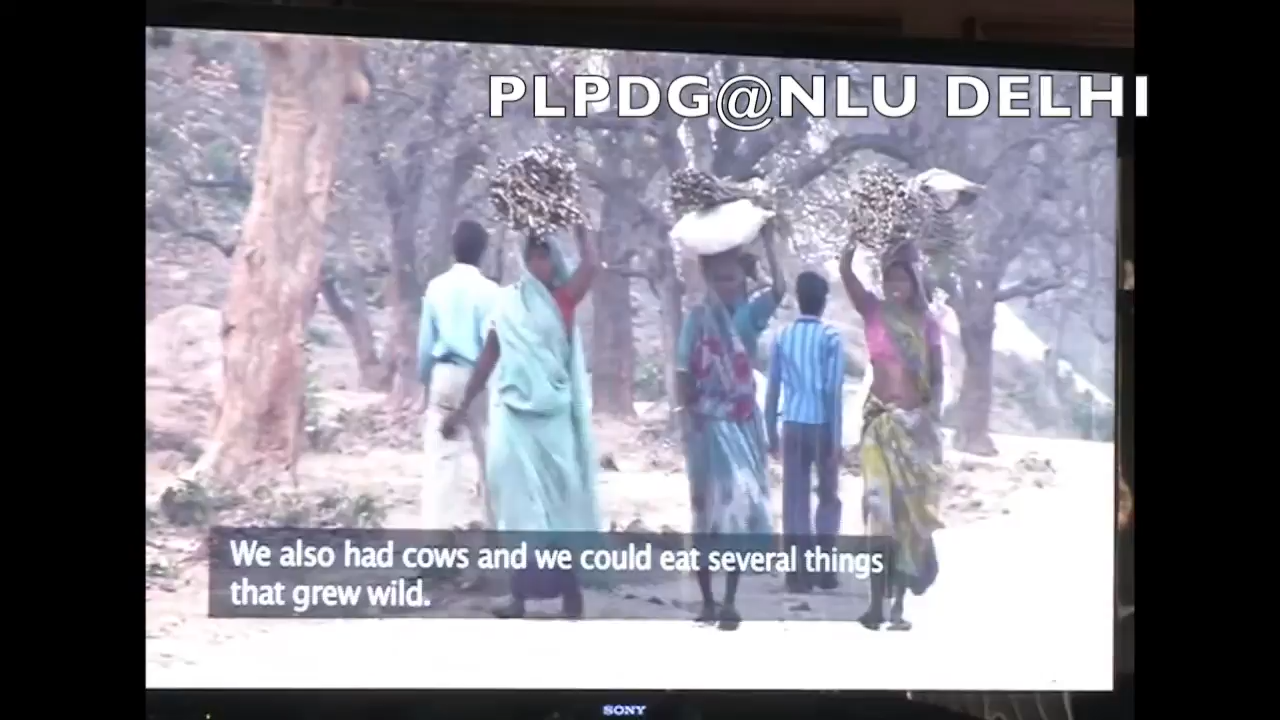 PLPDG@NLU DELHI
We also had cows and we could eat several things
that grew wild.
SONY